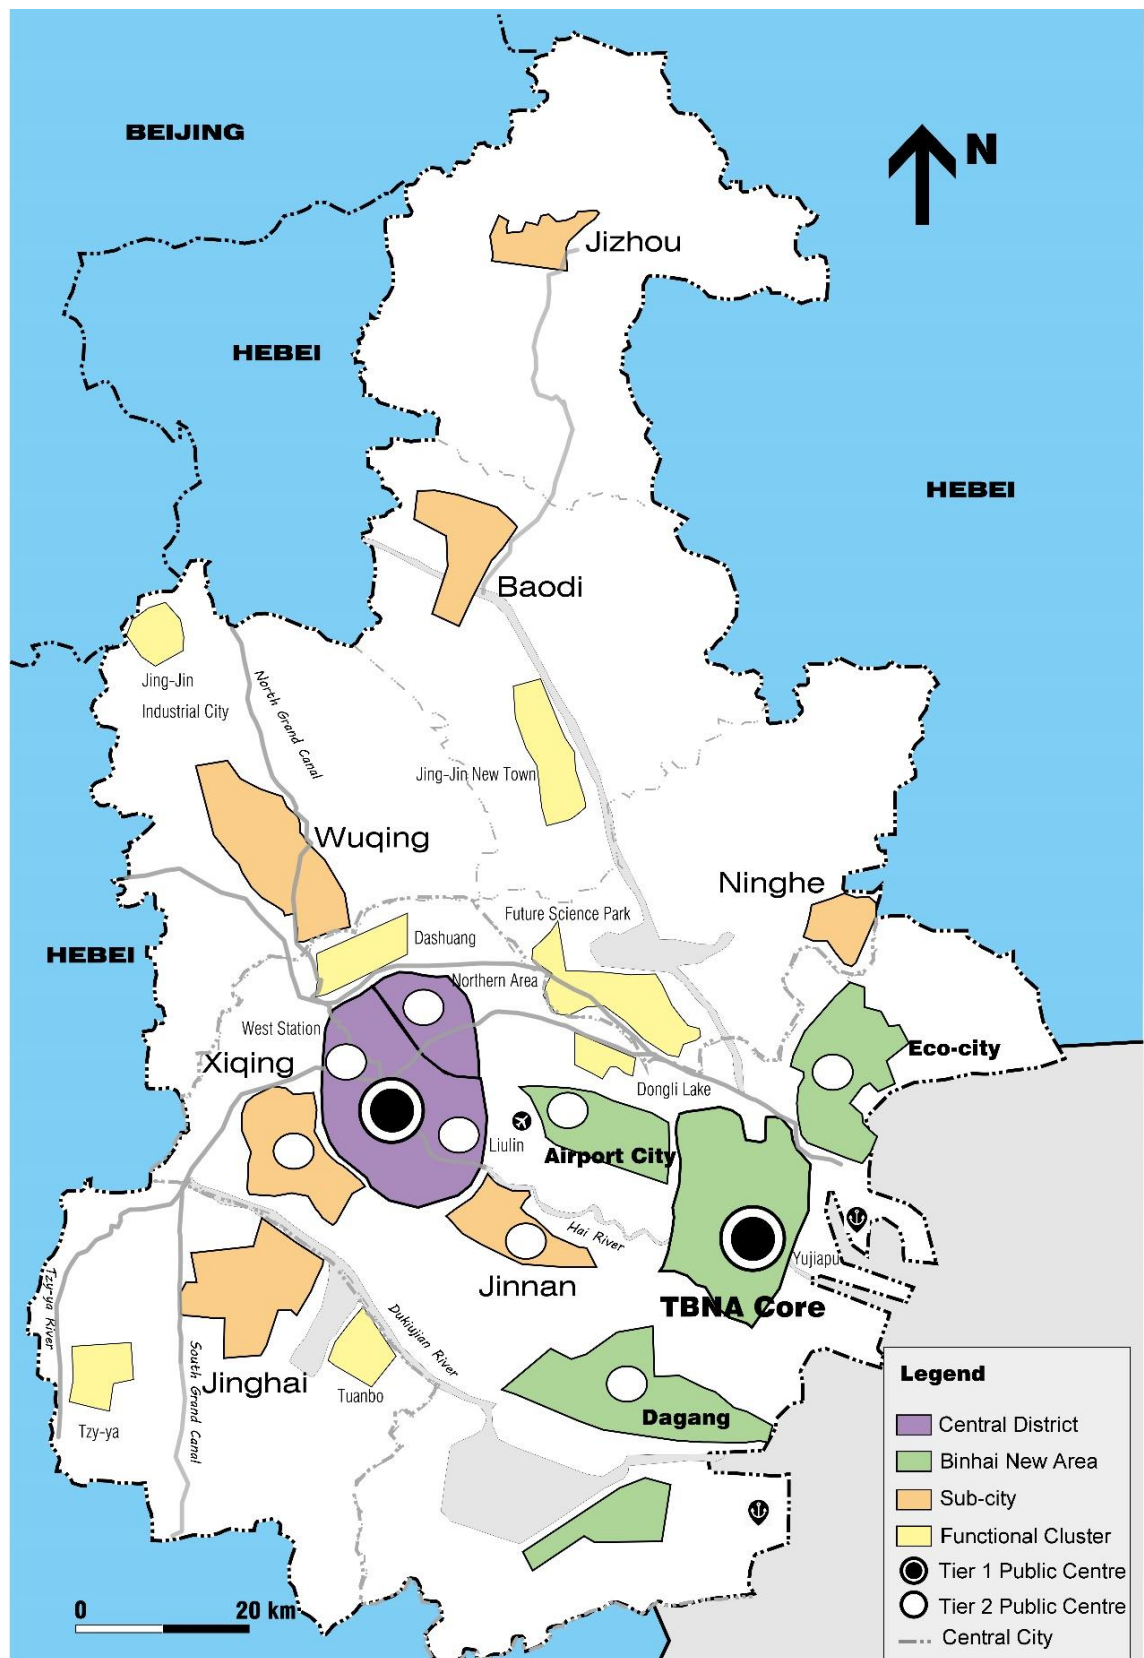 BEIJING
N
Jizhou
HEBEI
HEBEI
Baodi
Jing-Jin
Industrial City
North Grand Canal
Jing-Jin New Town
Wuqing
Ninghe
Future Science Park
Dashuang
HEBEI
Northern Area
West Station
Eco-city
Xiqing
Dongli Lake
Liulin
Airport City
Hai River
Yujiapu
Jinnan
TBNA Core
Tzy-ya River
Dukiujian River
South Grand Canal
Jinghai
Tuanbo
Dagang
Tzy-ya
Legend
Central District
Binhai New Area
Sub-city
Functional Cluster
Tier 1 Public Centre
Tier 2 Public Centre
Central City
0 20 km